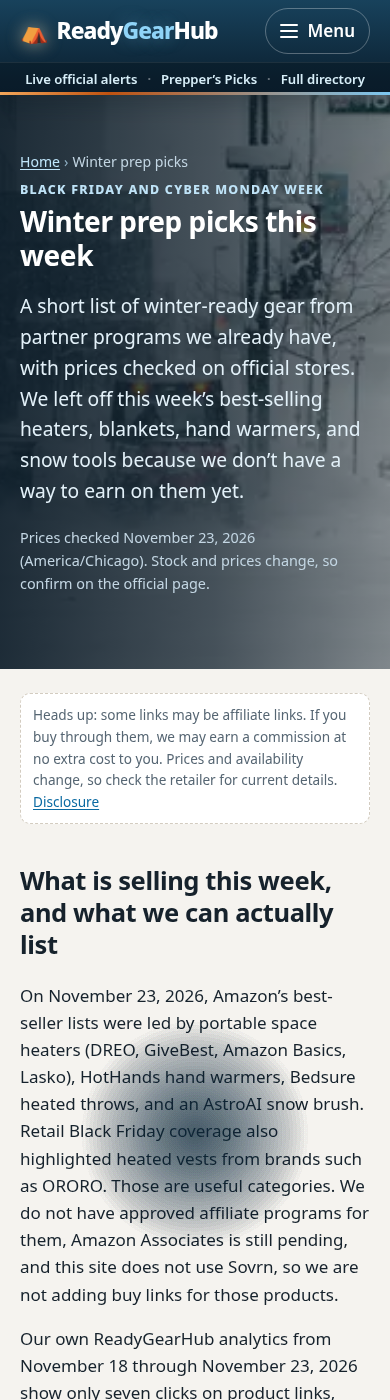 ReadyGearHub
Menu
Live official alerts · Prepper’s Picks · Full directory
Home › Winter prep picks
BLACK FRIDAY AND CYBER MONDAY WEEK
Winter prep picks this
week
A short list of winter-ready gear from
partner programs we already have,
with prices checked on official stores.
We left off this week’s best-selling
heaters, blankets, hand warmers, and
snow tools because we don’t have a
way to earn on them yet.
Prices checked November 23, 2026
(America/Chicago). Stock and prices change, so
confirm on the official page.
Heads up: some links may be affiliate links. If you
buy through them, we may earn a commission at
no extra cost to you. Prices and availability
change, so check the retailer for current details.
Disclosure
What is selling this week,
and what we can actually
list
On November 23, 2026, Amazon’s best-
seller lists were led by portable space
heaters (DREO, GiveBest, Amazon Basics,
Lasko), HotHands hand warmers, Bedsure
heated throws, and an AstroAI snow brush.
Retail Black Friday coverage also
highlighted heated vests from brands such
as ORORO. Those are useful categories. We
do not have approved affiliate programs for
them, Amazon Associates is still pending,
and this site does not use Sovrn, so we are
not adding buy links for those products.
Our own ReadyGearHub analytics from
November 18 through November 23, 2026
show only seven clicks on product links,